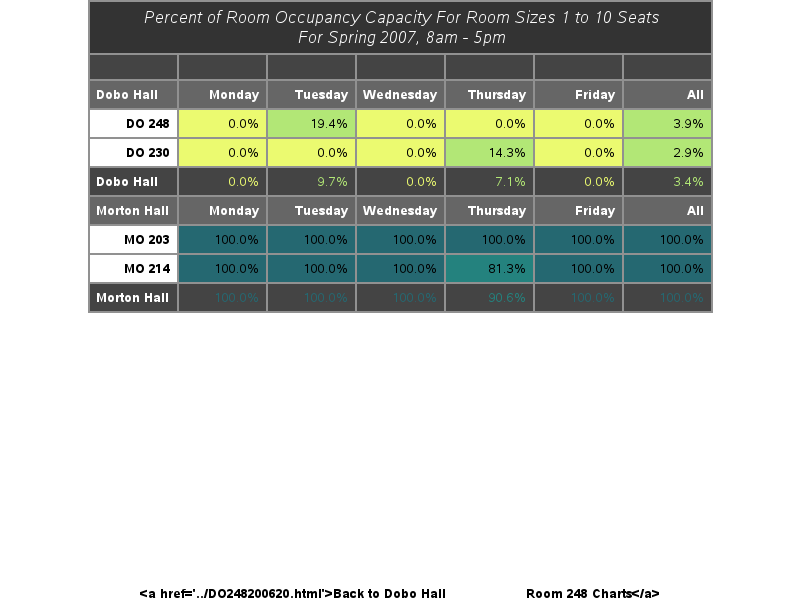 Percent of Room Occupancy Capacity For Room Sizes 1 to 10 Seats
For Spring 2007, 8am - 5pm
Dobo Hall Monday Tuesday Wednesday Thursday Friday All
DO 248 0.0% 19.4% 0.0% 0.0% 0.0% 3.9%
DO 230 0.0% 0.0% 0.0% 14.3% 0.0% 2.9%
Dobo Hall 0.0% 9.7% 0.0% 7.1% 0.0% 3.4%
Morton Hall Monday Tuesday Wednesday Thursday Friday All
MO 203 100.0% 100.0% 100.0% 100.0% 100.0% 100.0%
MO 214 100.0% 100.0% 100.0% 81.3% 100.0% 100.0%
Morton Hall 100.0% 100.0% 100.0% 90.6% 100.0% 100.0%
<a href='../DO248200620.html'>Back to Dobo Hall Room 248 Charts</a>